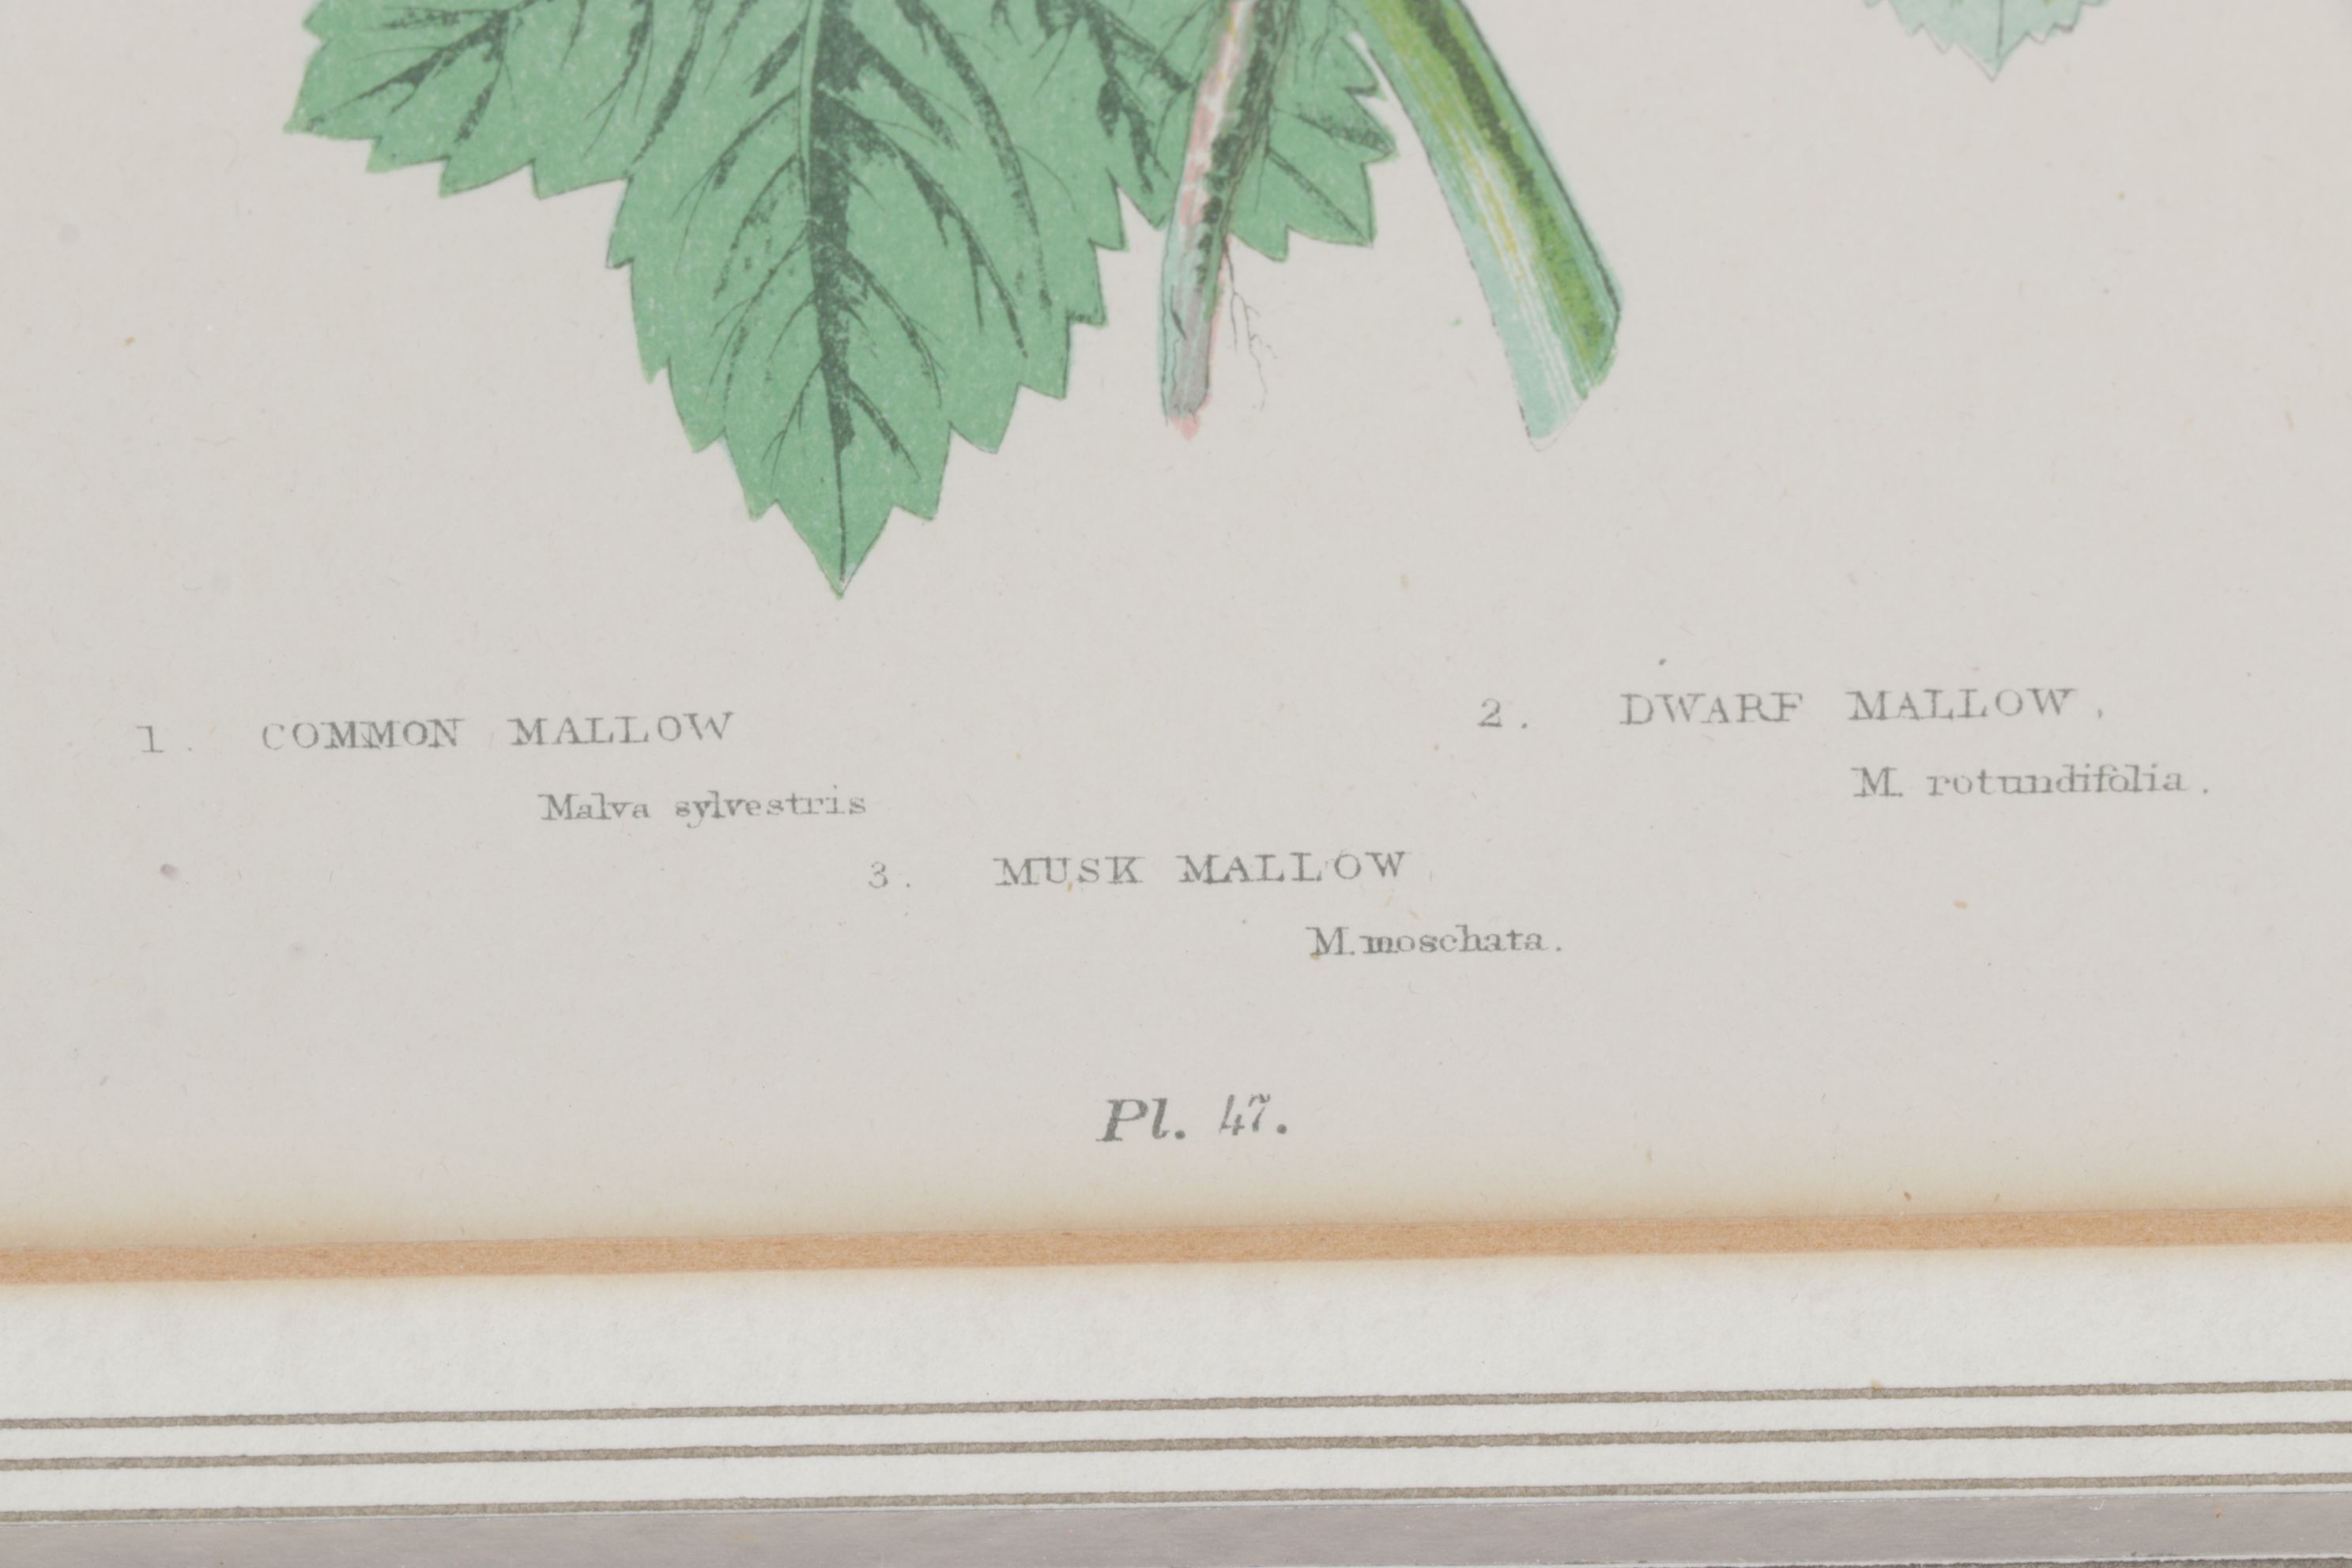 1. COMMON MALLOW
Malva sylvestris
2. DWARF MALLOW.
M. rotundifolia.
3. MUSK MALLOW
M. moschata.
Pl. 47.